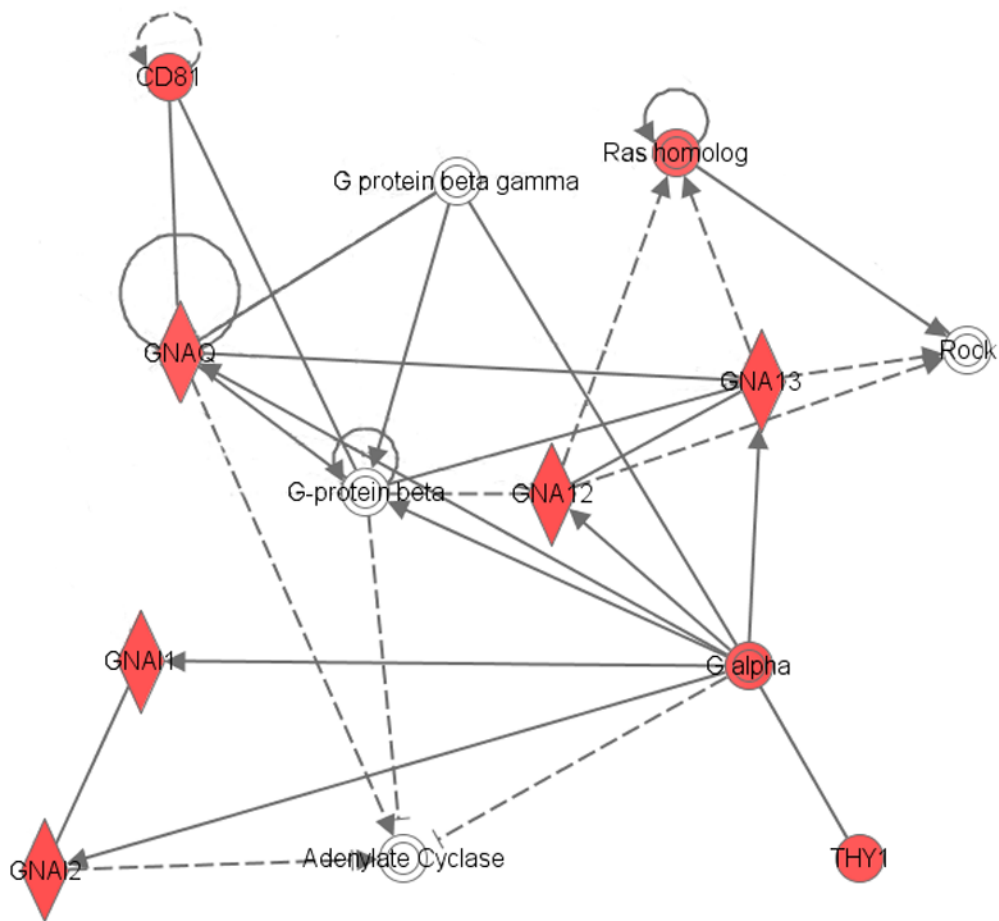 CD81
Ras homolog
G protein beta gamma
GNAQ
Rock
GNA13
G-protein beta
GNA12
GNAI1
G alpha
Adenylate Cyclase
THY1
GNAI2